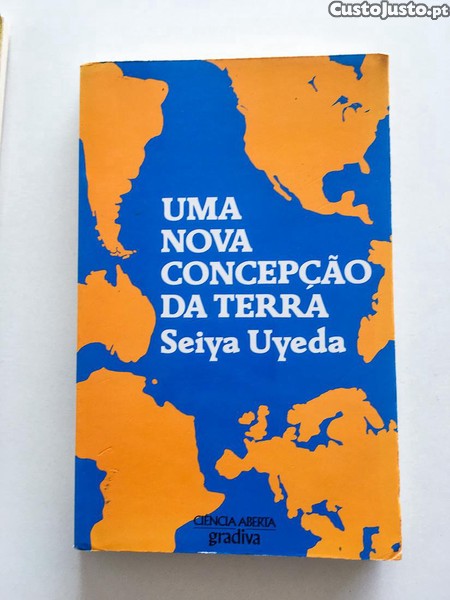 CustoJusto.pt
UMA
NOVA
CONCEPÇÃO
DA TERRA
Seiya Uyeda
CIÊNCIA ABERTA
gradiva